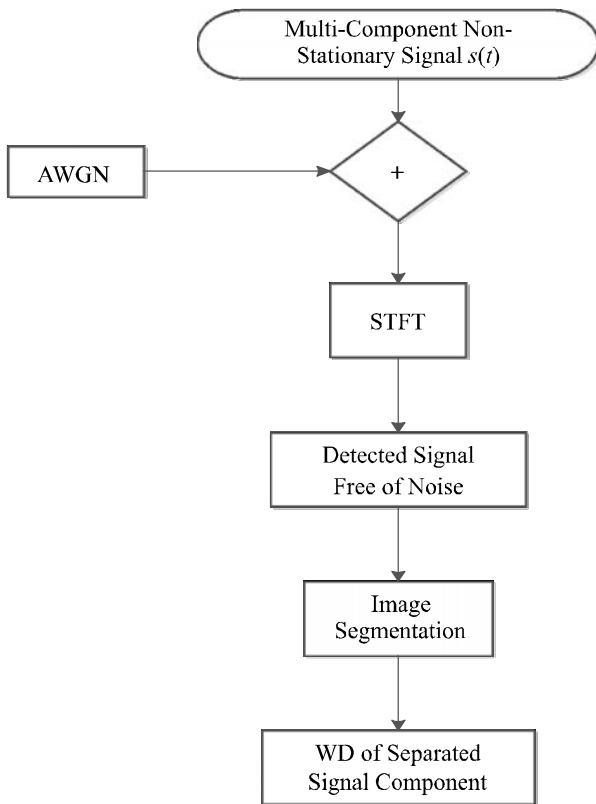 Multi-Component Non-
Stationary Signal s(t)
AWGN
+
STFT
Detected Signal
Free of Noise
Image
Segmentation
WD of Separated
Signal Component